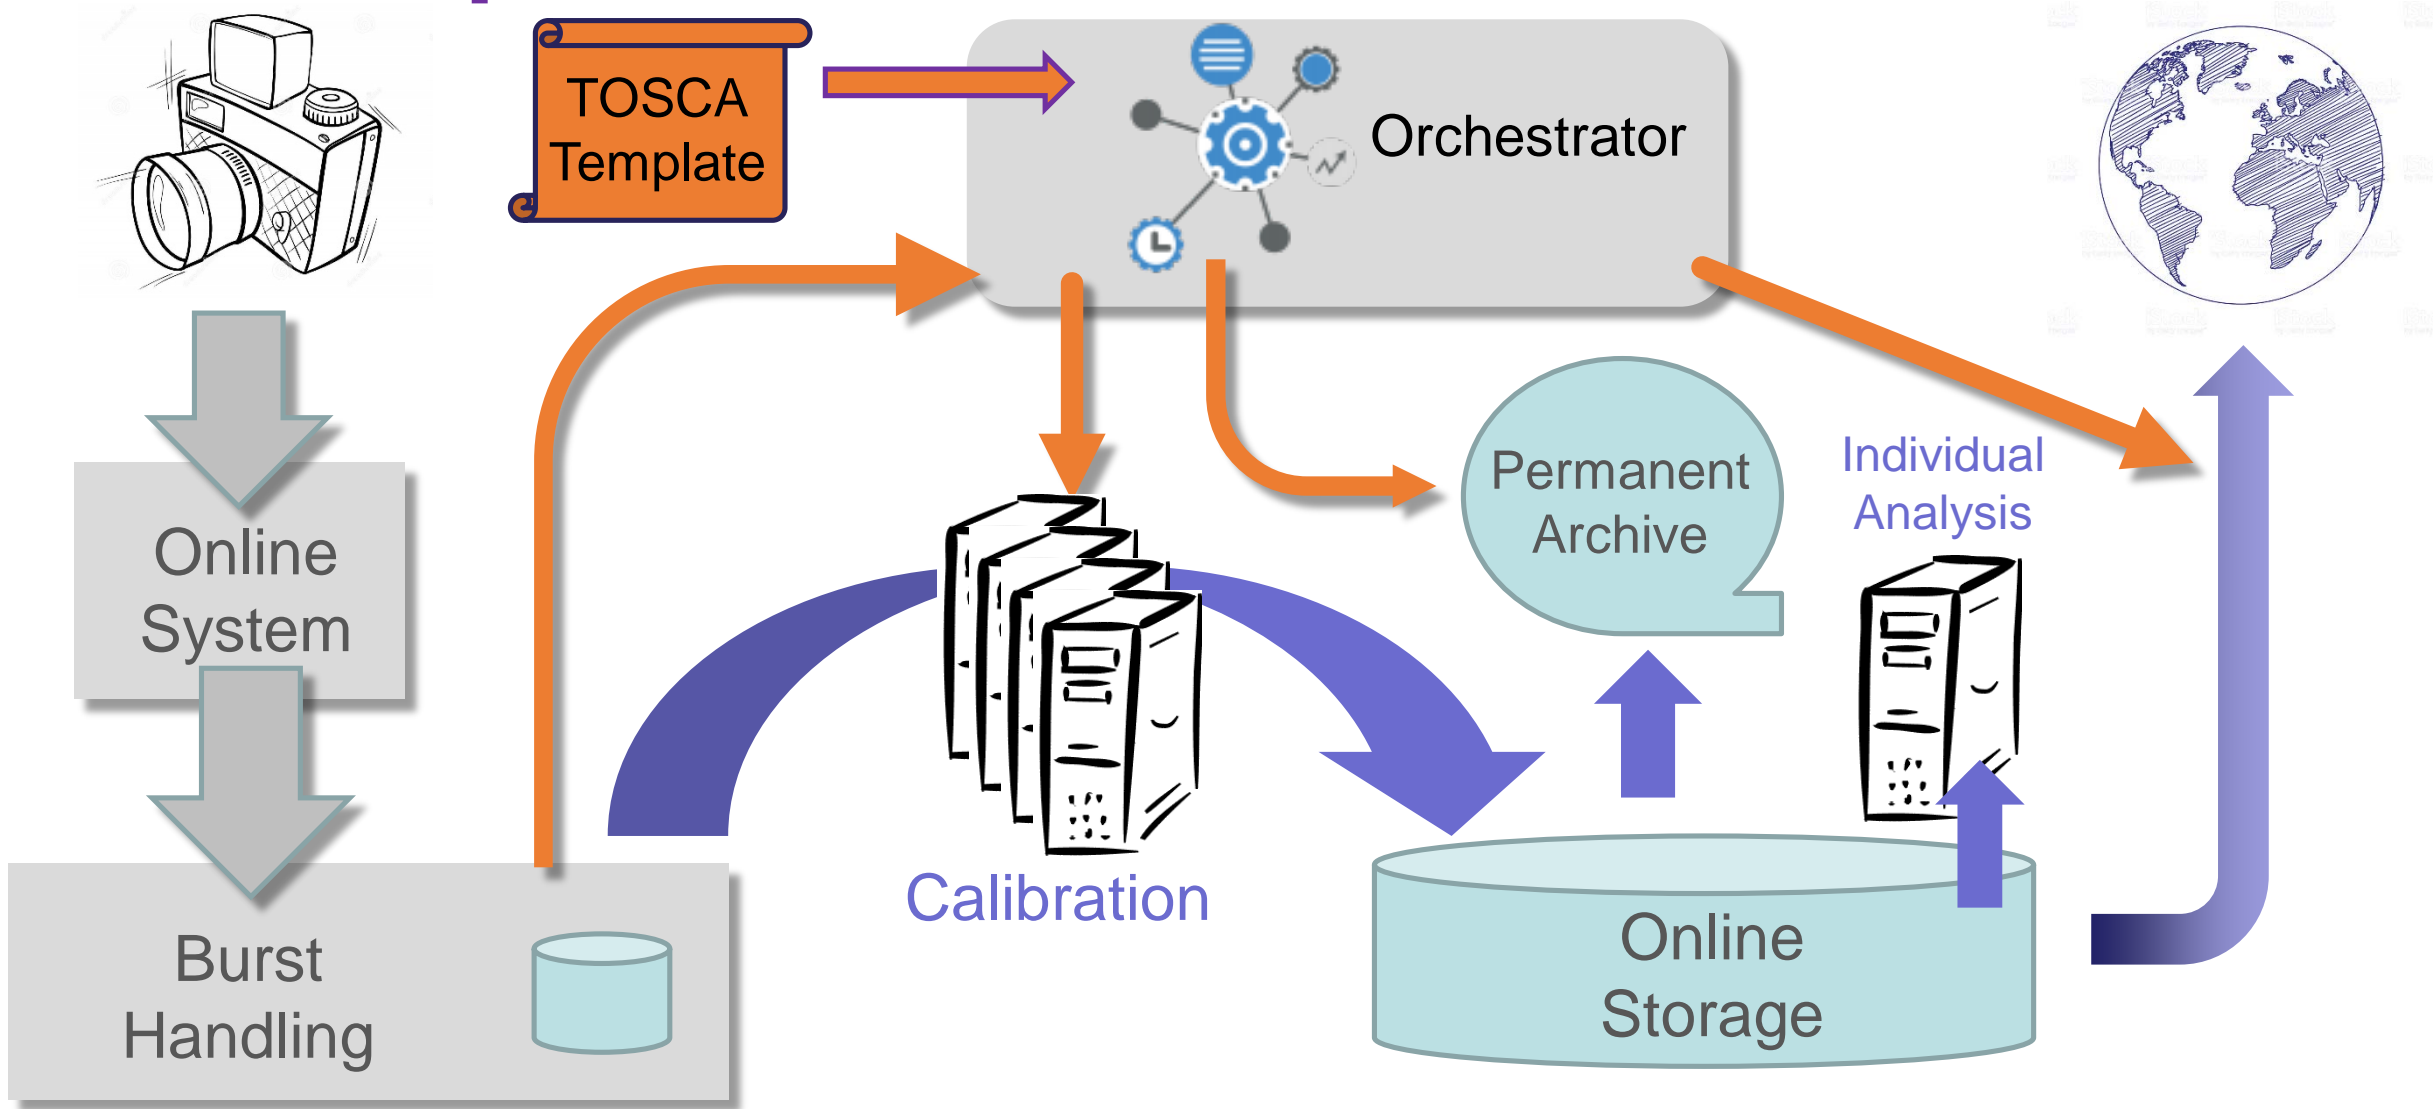 TOSCA
Template
Orchestrator
Online
System
Permanent
Archive
Individual
Analysis
Calibration
Burst
Handling
Online
Storage